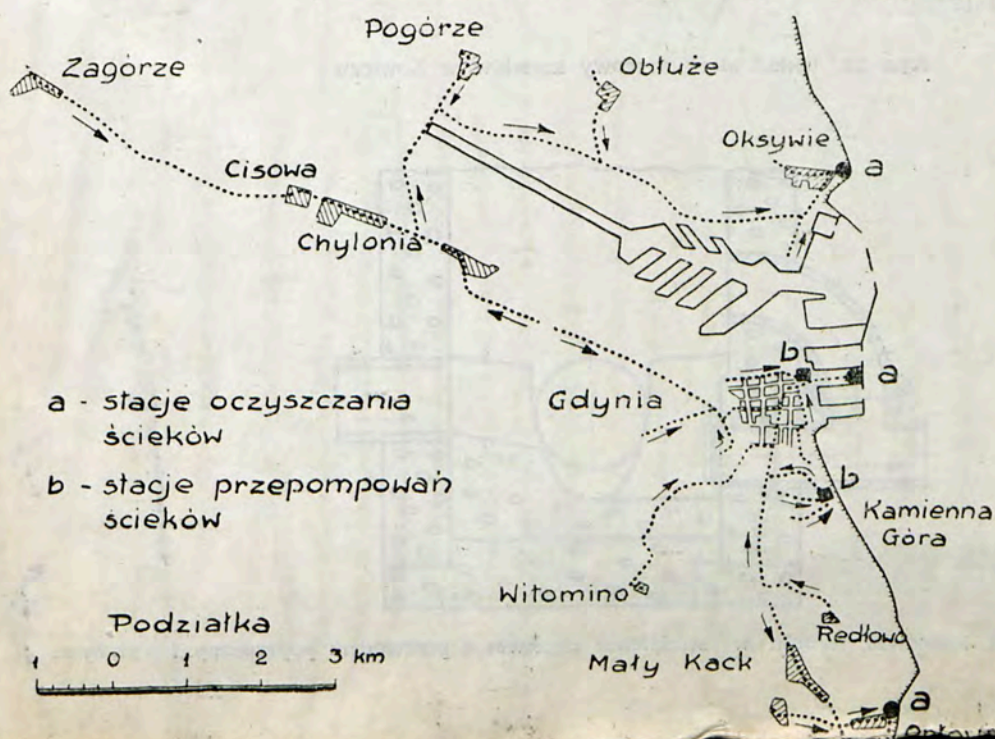 Pogórze
Zagórze
Obłuże
Oksywie
a
Cisowa
Chylonia
b
a
Gdynia
a - stacje oczyszczania
ścieków
b - stacje przepompowań
ścieków
b
Kamienna
Góra
Witomino
Redłowo
Podziałka
Mały Kack
1 0 1 2 3 km
a